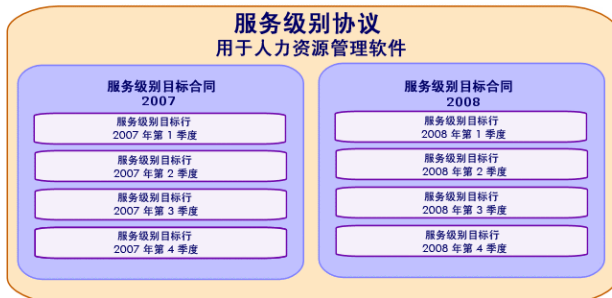 服务级别协议
用于人力资源管理软件
服务级别目标合同
2007
服务级别目标行
2007 年第 1 季度
服务级别目标行
2007 年第 2 季度
服务级别目标行
2007 年第 3 季度
服务级别目标行
2007 年第 4 季度
服务级别目标合同
2008
服务级别目标行
2008 年第 1 季度
服务级别目标行
2008 年第 2 季度
服务级别目标行
2008 年第 3 季度
服务级别目标行
2008 年第 4 季度